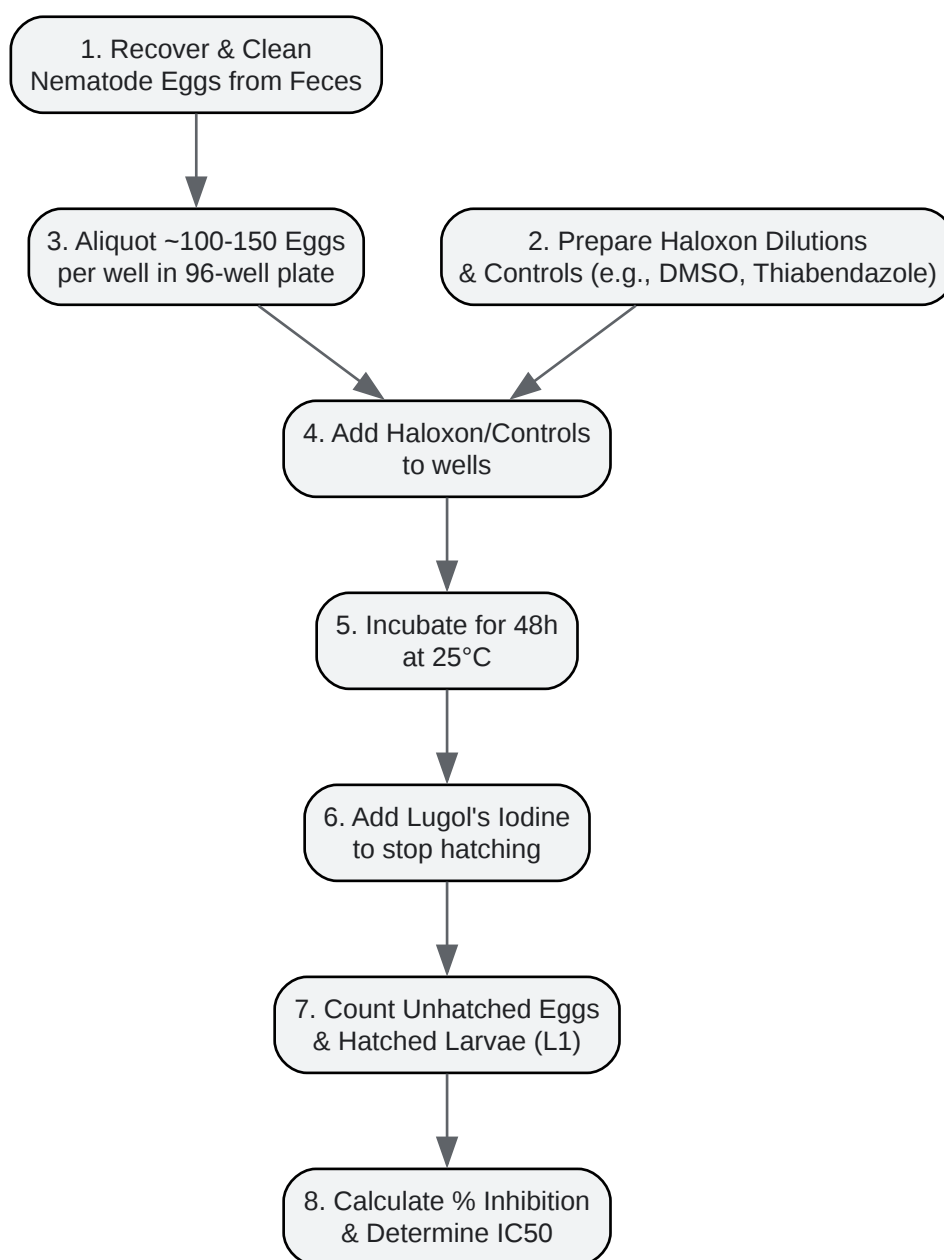 1. Recover & Clean
Nematode Eggs from Feces
3. Aliquot ~100-150 Eggs
per well in 96-well plate
2. Prepare Haloxon Dilutions
& Controls (e.g., DMSO, Thiabendazole)
4. Add Haloxon/Controls
to wells
5. Incubate for 48h
at 25°C
6. Add Lugol's Iodine
to stop hatching
7. Count Unhatched Eggs
& Hatched Larvae (L1)
8. Calculate % Inhibition
& Determine IC50